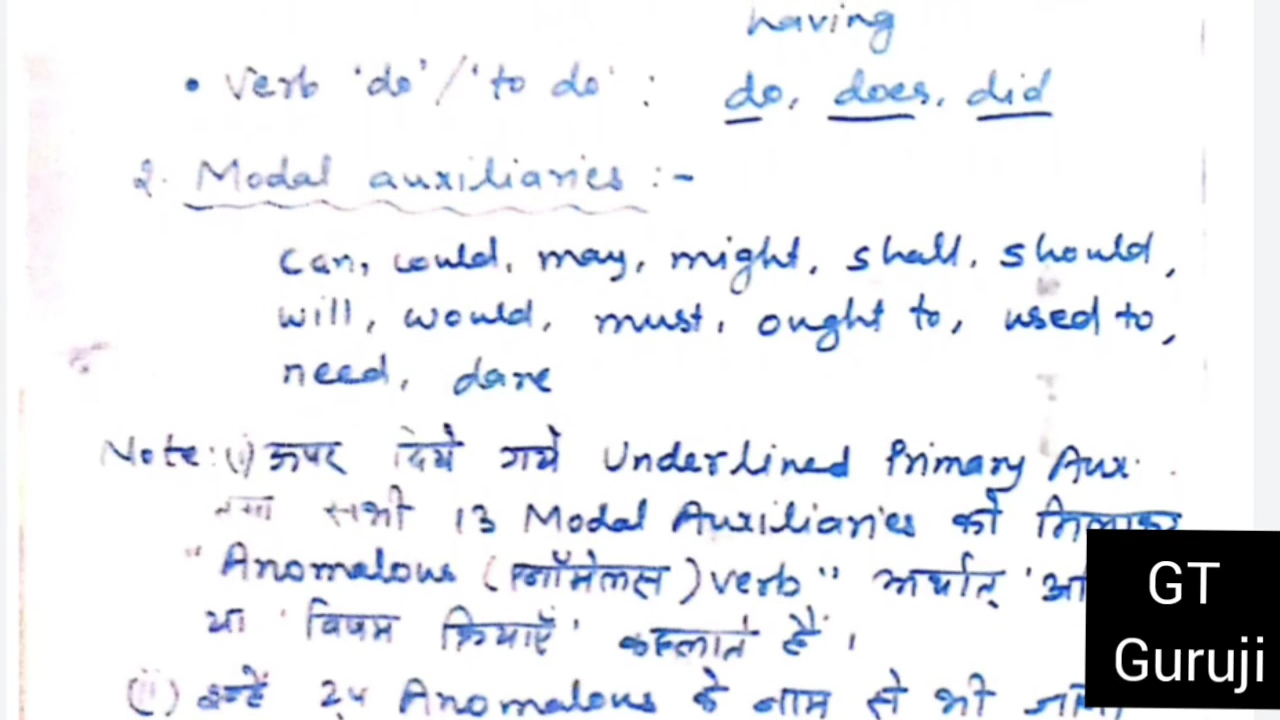 having
• Verb 'do' / 'to do' : do, does, did
2. Modal auxiliaries :-
can, could, may, might, shall, should,
will, would, must, ought to, used to,
need, dare
Note: (i) ऊपर दिये गये Underlined Primary Aux.
तथा सभी 13 Modal Auxiliaries को मिलाकर
"Anomalous ( ) verb" अर्थात्
या 'विषम क्रियाएँ' कहलाते हैं।
(ii) इन्हें 24 Anomalous के नाम से भी
GT
Guruji